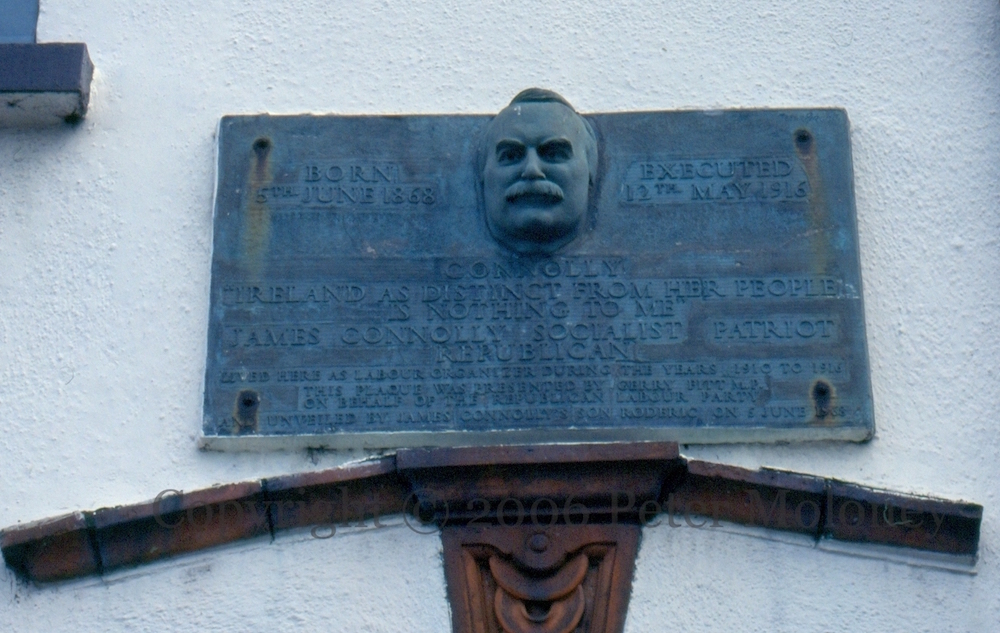 BORN
5TH JUNE 1868
EXECUTED
12TH MAY 1916
CONNOLLY
"IRELAND AS DISTINCT FROM HER PEOPLE
IS NOTHING TO ME"
JAMES CONNOLLY SOCIALIST PATRIOT
REPUBLICAN
LIVED HERE AS LABOUR ORGANIZER DURING THE YEARS 1910 TO 1916
THIS PLAQUE WAS PRESENTED BY GERRY FITT M.P.
ON BEHALF OF THE REPUBLICAN LABOUR PARTY
AND UNVEILED BY JAMES CONNOLLY'S SON RODERIC ON 5 JUNE 1968
Copyright © 2006 Peter Moloney